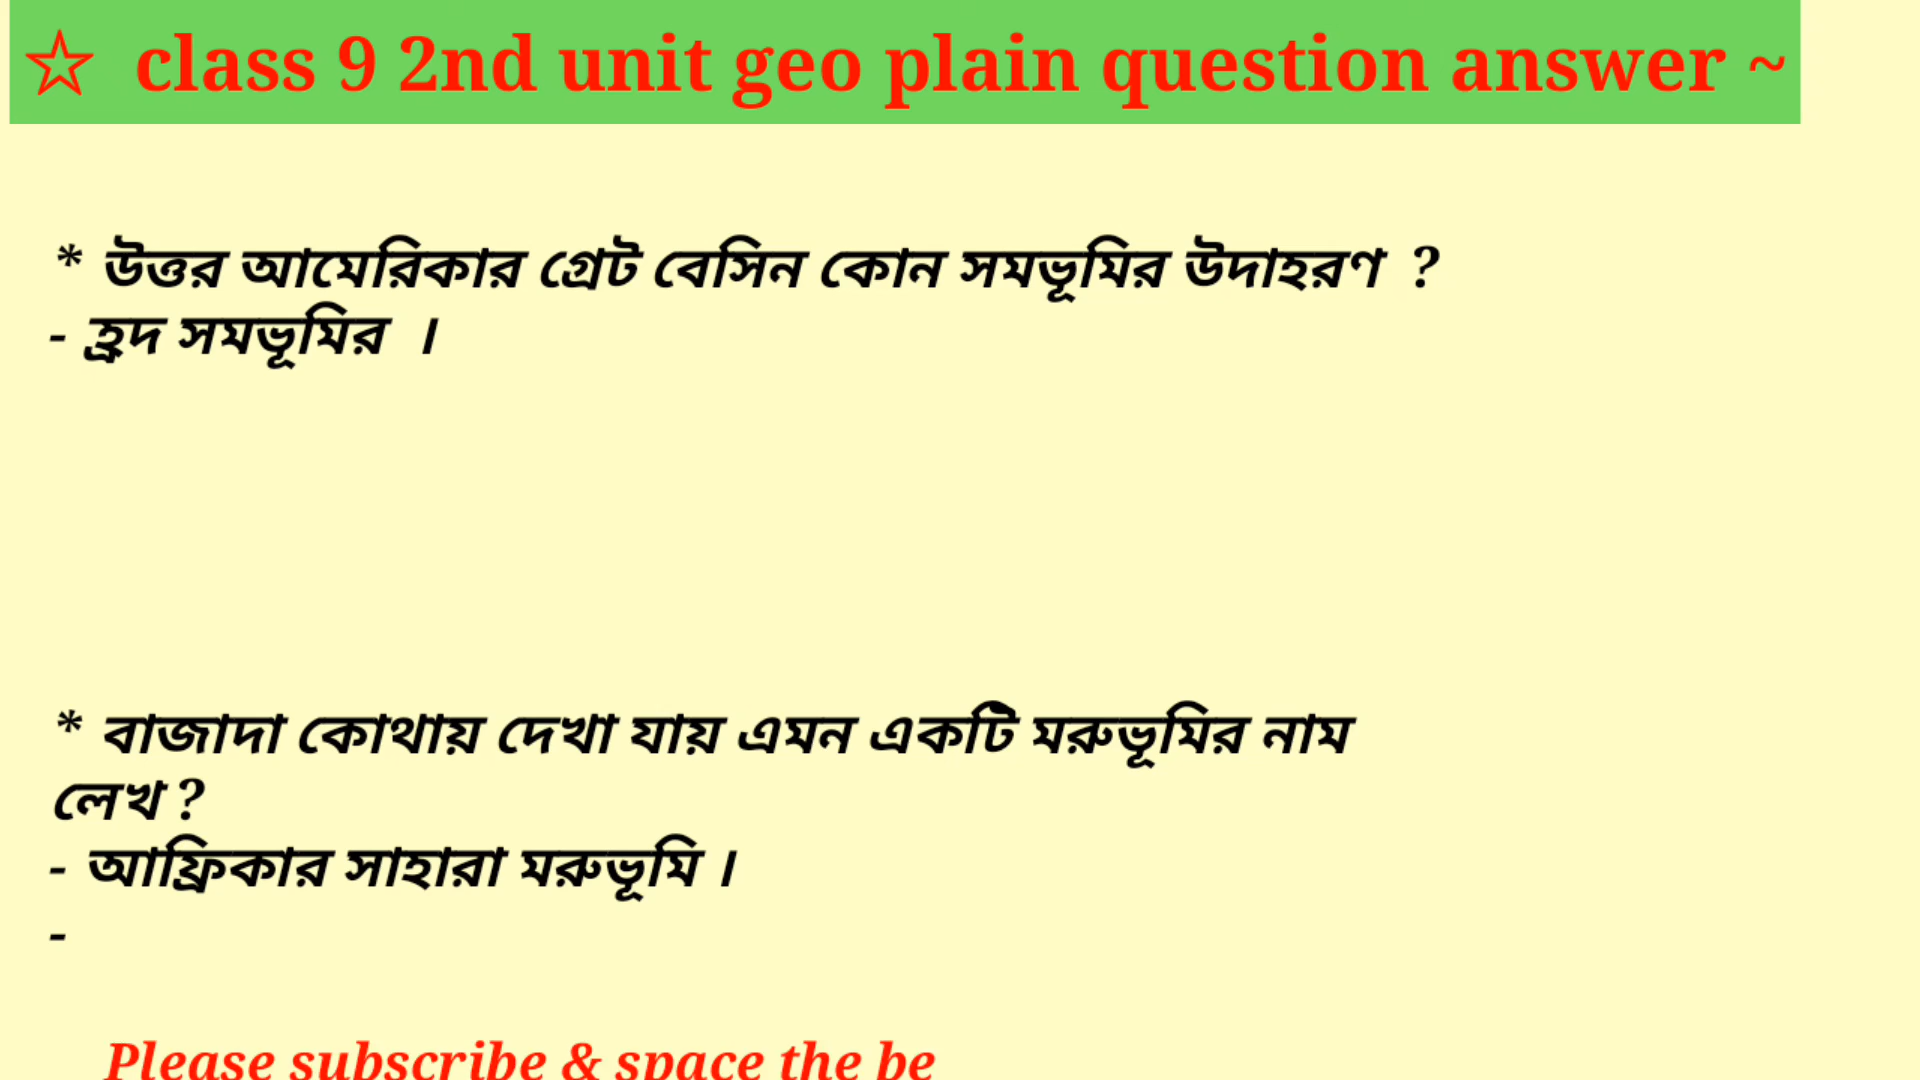 ☆ class 9 2nd unit geo plain question answer ~
* উত্তর আমেরিকার গ্রেট বেসিন কোন সমভূমির উদাহরণ ?
- হ্রদ সমভূমির ।
* বাজাদা কোথায় দেখা যায় এমন একটি মরুভূমির নাম
লেখ ?
- আফ্রিকার সাহারা মরুভূমি ।
-
Please subscribe & space the be